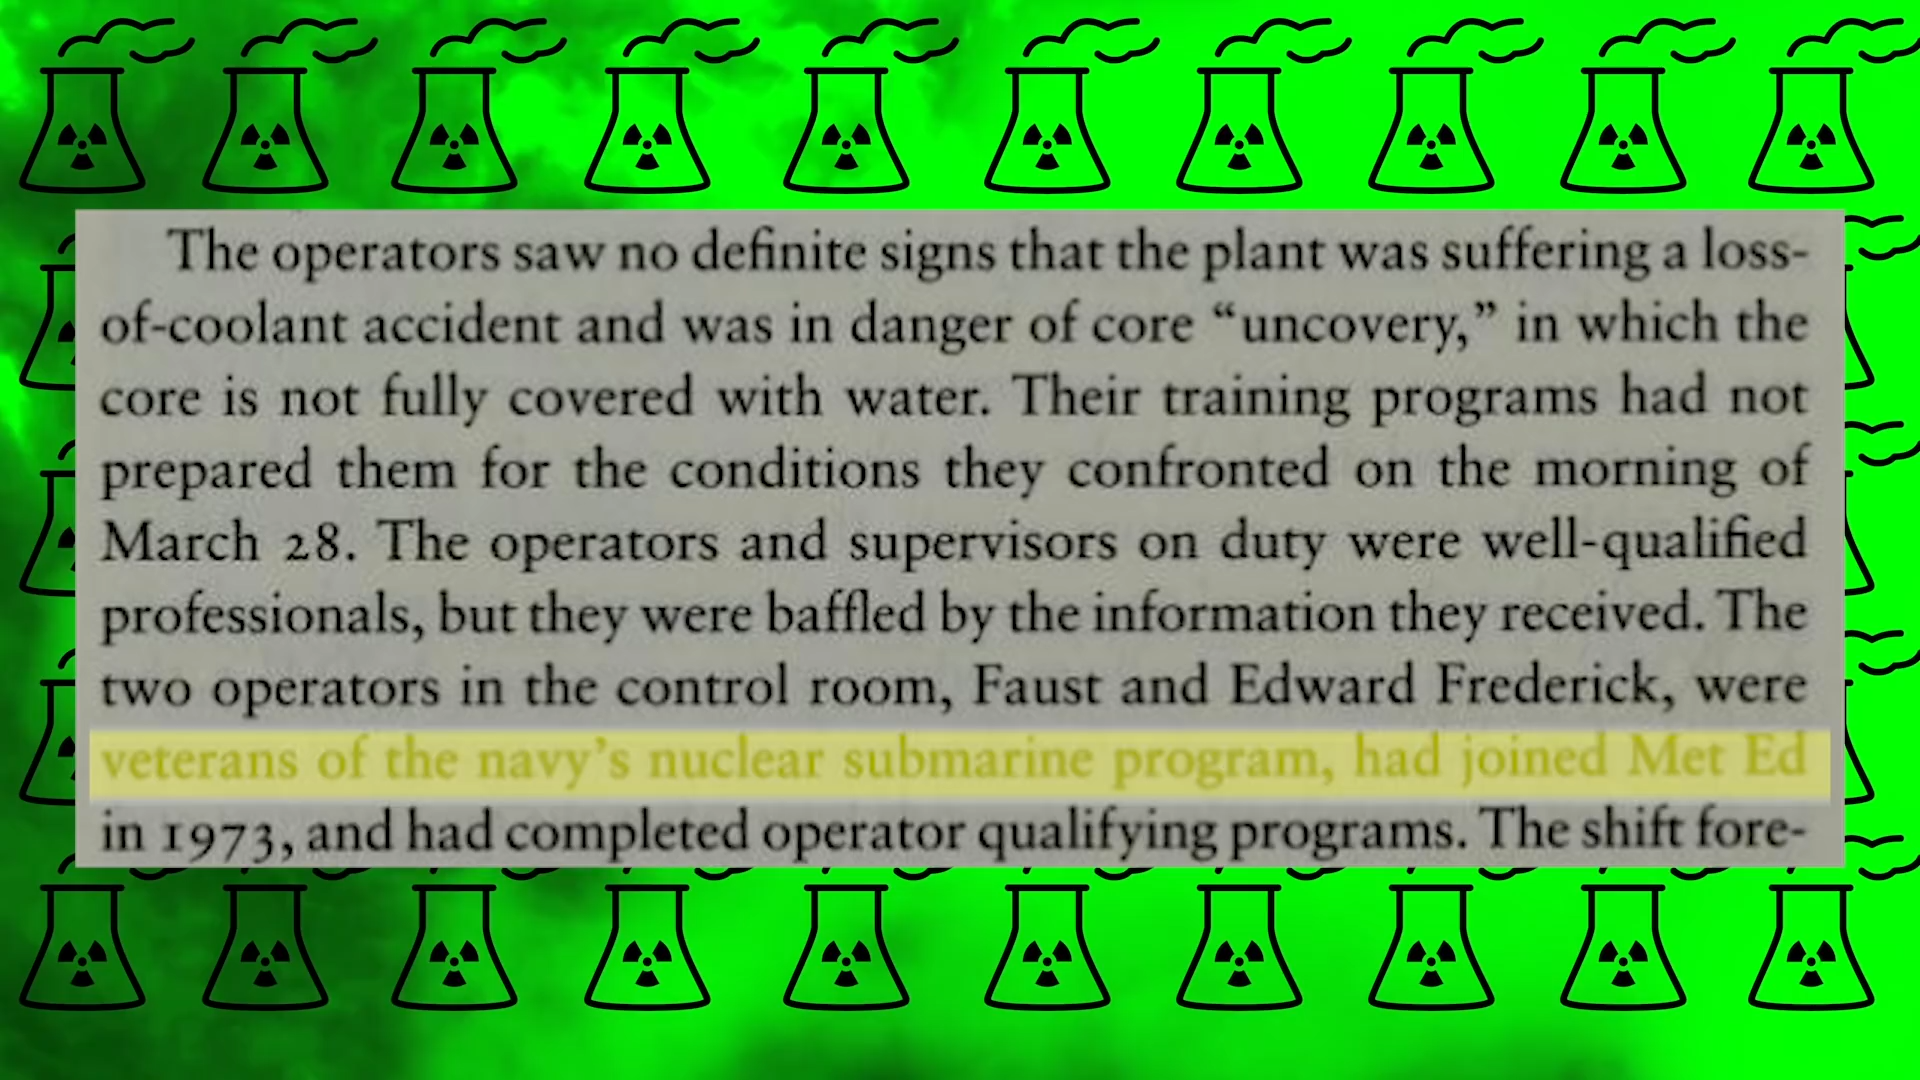 The operators saw no definite signs that the plant was suffering a loss-
of-coolant accident and was in danger of core “uncovery,” in which the
core is not fully covered with water. Their training programs had not
prepared them for the conditions they confronted on the morning of
March 28. The operators and supervisors on duty were well-qualified
professionals, but they were baffled by the information they received. The
two operators in the control room, Faust and Edward Frederick, were
veterans of the navy’s nuclear submarine program, had joined Met Ed
in 1973, and had completed operator qualifying programs. The shift fore-